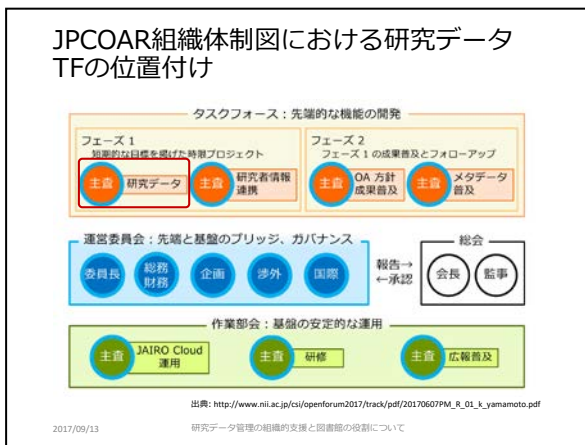 JPCOAR組織体制図における研究データ
TFの位置付け
タスクフォース：先端的な機能の開発
フェーズ 1
短期的な目標を掲げた時限プロジェクト
フェーズ 2
フェーズ 1 の成果普及とフォローアップ
主査
研究データ
主査
研究者情報
連携
主査
OA 方針
成果普及
主査
メタデータ
普及
運営委員会：先端と基盤のブリッジ、ガバナンス
委員長
総務
財務
企画
渉外
国際
報告→
←承認
総会
会長
監事
作業部会：基盤の安定的な運用
主査
JAIRO Cloud
運用
主査
研修
主査
広報普及
出典: http://www.nii.ac.jp/csi/openforum2017/track/pdf/20170607PM_R_01_k_yamamoto.pdf
2017/09/13
研究データ管理の組織的支援と図書館の役割について